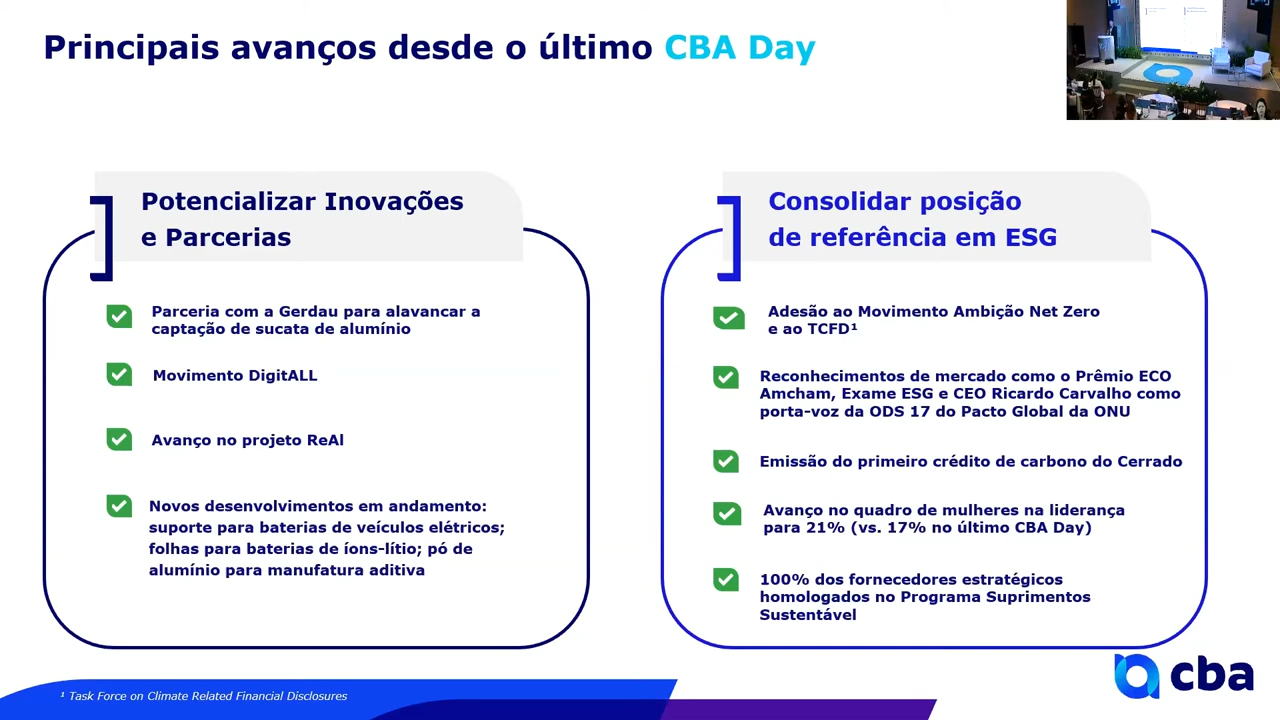 Principais avanços desde o último CBA Day
Potencializar Inovações
e Parcerias
Parceria com a Gerdau para alavancar a
captação de sucata de alumínio
Movimento DigitALL
Avanço no projeto ReAl
Novos desenvolvimentos em andamento:
suporte para baterias de veículos elétricos;
folhas para baterias de íons-lítio; pó de
alumínio para manufatura aditiva
Consolidar posição
de referência em ESG
Adesão ao Movimento Ambição Net Zero
e ao TCFD¹
Reconhecimentos de mercado como o Prêmio ECO
Amcham, Exame ESG e CEO Ricardo Carvalho como
porta-voz da ODS 17 do Pacto Global da ONU
Emissão do primeiro crédito de carbono do Cerrado
Avanço no quadro de mulheres na liderança
para 21% (vs. 17% no último CBA Day)
100% dos fornecedores estratégicos
homologados no Programa Suprimentos
Sustentável
¹ Task Force on Climate Related Financial Disclosures
cba